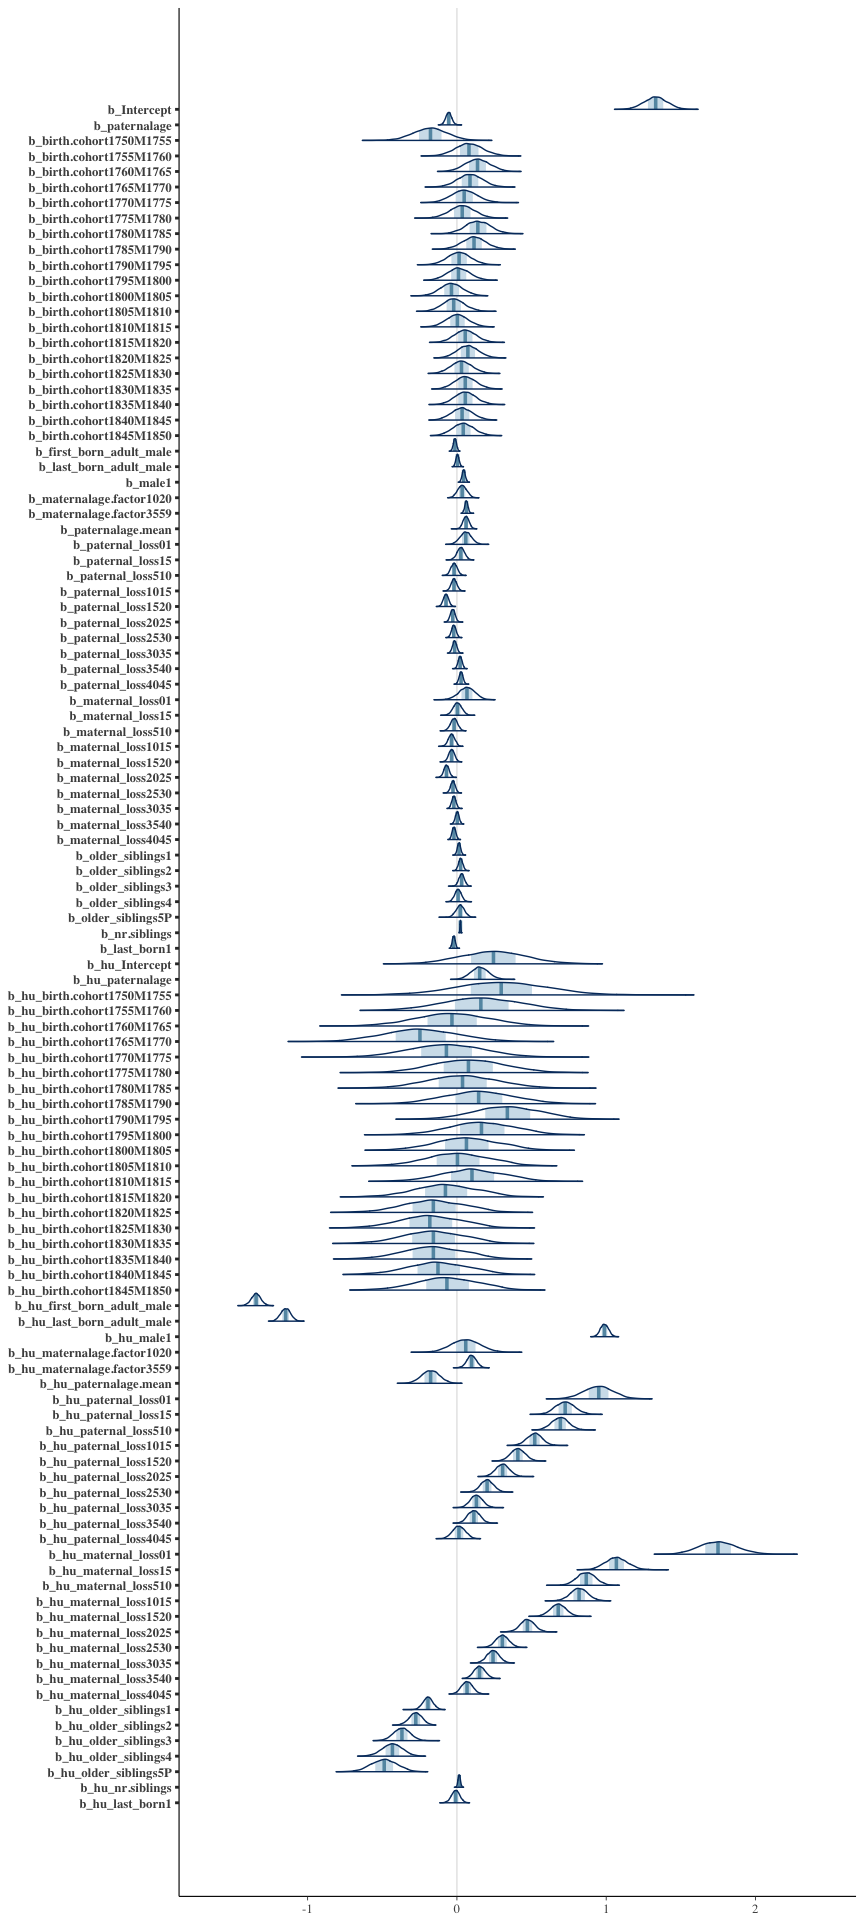 b_Intercept
b_paternalage
b_birth.cohort1750M1755
b_birth.cohort1755M1760
b_birth.cohort1760M1765
b_birth.cohort1765M1770
b_birth.cohort1770M1775
b_birth.cohort1775M1780
b_birth.cohort1780M1785
b_birth.cohort1785M1790
b_birth.cohort1790M1795
b_birth.cohort1795M1800
b_birth.cohort1800M1805
b_birth.cohort1805M1810
b_birth.cohort1810M1815
b_birth.cohort1815M1820
b_birth.cohort1820M1825
b_birth.cohort1825M1830
b_birth.cohort1830M1835
b_birth.cohort1835M1840
b_birth.cohort1840M1845
b_birth.cohort1845M1850
b_first_born_adult_male
b_last_born_adult_male
b_male1
b_maternalage.factor1020
b_maternalage.factor3559
b_paternalage.mean
b_paternal_loss01
b_paternal_loss15
b_paternal_loss510
b_paternal_loss1015
b_paternal_loss1520
b_paternal_loss2025
b_paternal_loss2530
b_paternal_loss3035
b_paternal_loss3540
b_paternal_loss4045
b_maternal_loss01
b_maternal_loss15
b_maternal_loss510
b_maternal_loss1015
b_maternal_loss1520
b_maternal_loss2025
b_maternal_loss2530
b_maternal_loss3035
b_maternal_loss3540
b_maternal_loss4045
b_older_siblings1
b_older_siblings2
b_older_siblings3
b_older_siblings4
b_older_siblings5P
b_nr.siblings
b_last_born1
b_hu_Intercept
b_hu_paternalage
b_hu_birth.cohort1750M1755
b_hu_birth.cohort1755M1760
b_hu_birth.cohort1760M1765
b_hu_birth.cohort1765M1770
b_hu_birth.cohort1770M1775
b_hu_birth.cohort1775M1780
b_hu_birth.cohort1780M1785
b_hu_birth.cohort1785M1790
b_hu_birth.cohort1790M1795
b_hu_birth.cohort1795M1800
b_hu_birth.cohort1800M1805
b_hu_birth.cohort1805M1810
b_hu_birth.cohort1810M1815
b_hu_birth.cohort1815M1820
b_hu_birth.cohort1820M1825
b_hu_birth.cohort1825M1830
b_hu_birth.cohort1830M1835
b_hu_birth.cohort1835M1840
b_hu_birth.cohort1840M1845
b_hu_birth.cohort1845M1850
b_hu_first_born_adult_male
b_hu_last_born_adult_male
b_hu_male1
b_hu_maternalage.factor1020
b_hu_maternalage.factor3559
b_hu_paternalage.mean
b_hu_paternal_loss01
b_hu_paternal_loss15
b_hu_paternal_loss510
b_hu_paternal_loss1015
b_hu_paternal_loss1520
b_hu_paternal_loss2025
b_hu_paternal_loss2530
b_hu_paternal_loss3035
b_hu_paternal_loss3540
b_hu_paternal_loss4045
b_hu_maternal_loss01
b_hu_maternal_loss15
b_hu_maternal_loss510
b_hu_maternal_loss1015
b_hu_maternal_loss1520
b_hu_maternal_loss2025
b_hu_maternal_loss2530
b_hu_maternal_loss3035
b_hu_maternal_loss3540
b_hu_maternal_loss4045
b_hu_older_siblings1
b_hu_older_siblings2
b_hu_older_siblings3
b_hu_older_siblings4
b_hu_older_siblings5P
b_hu_nr.siblings
b_hu_last_born1
-1 0 1 2